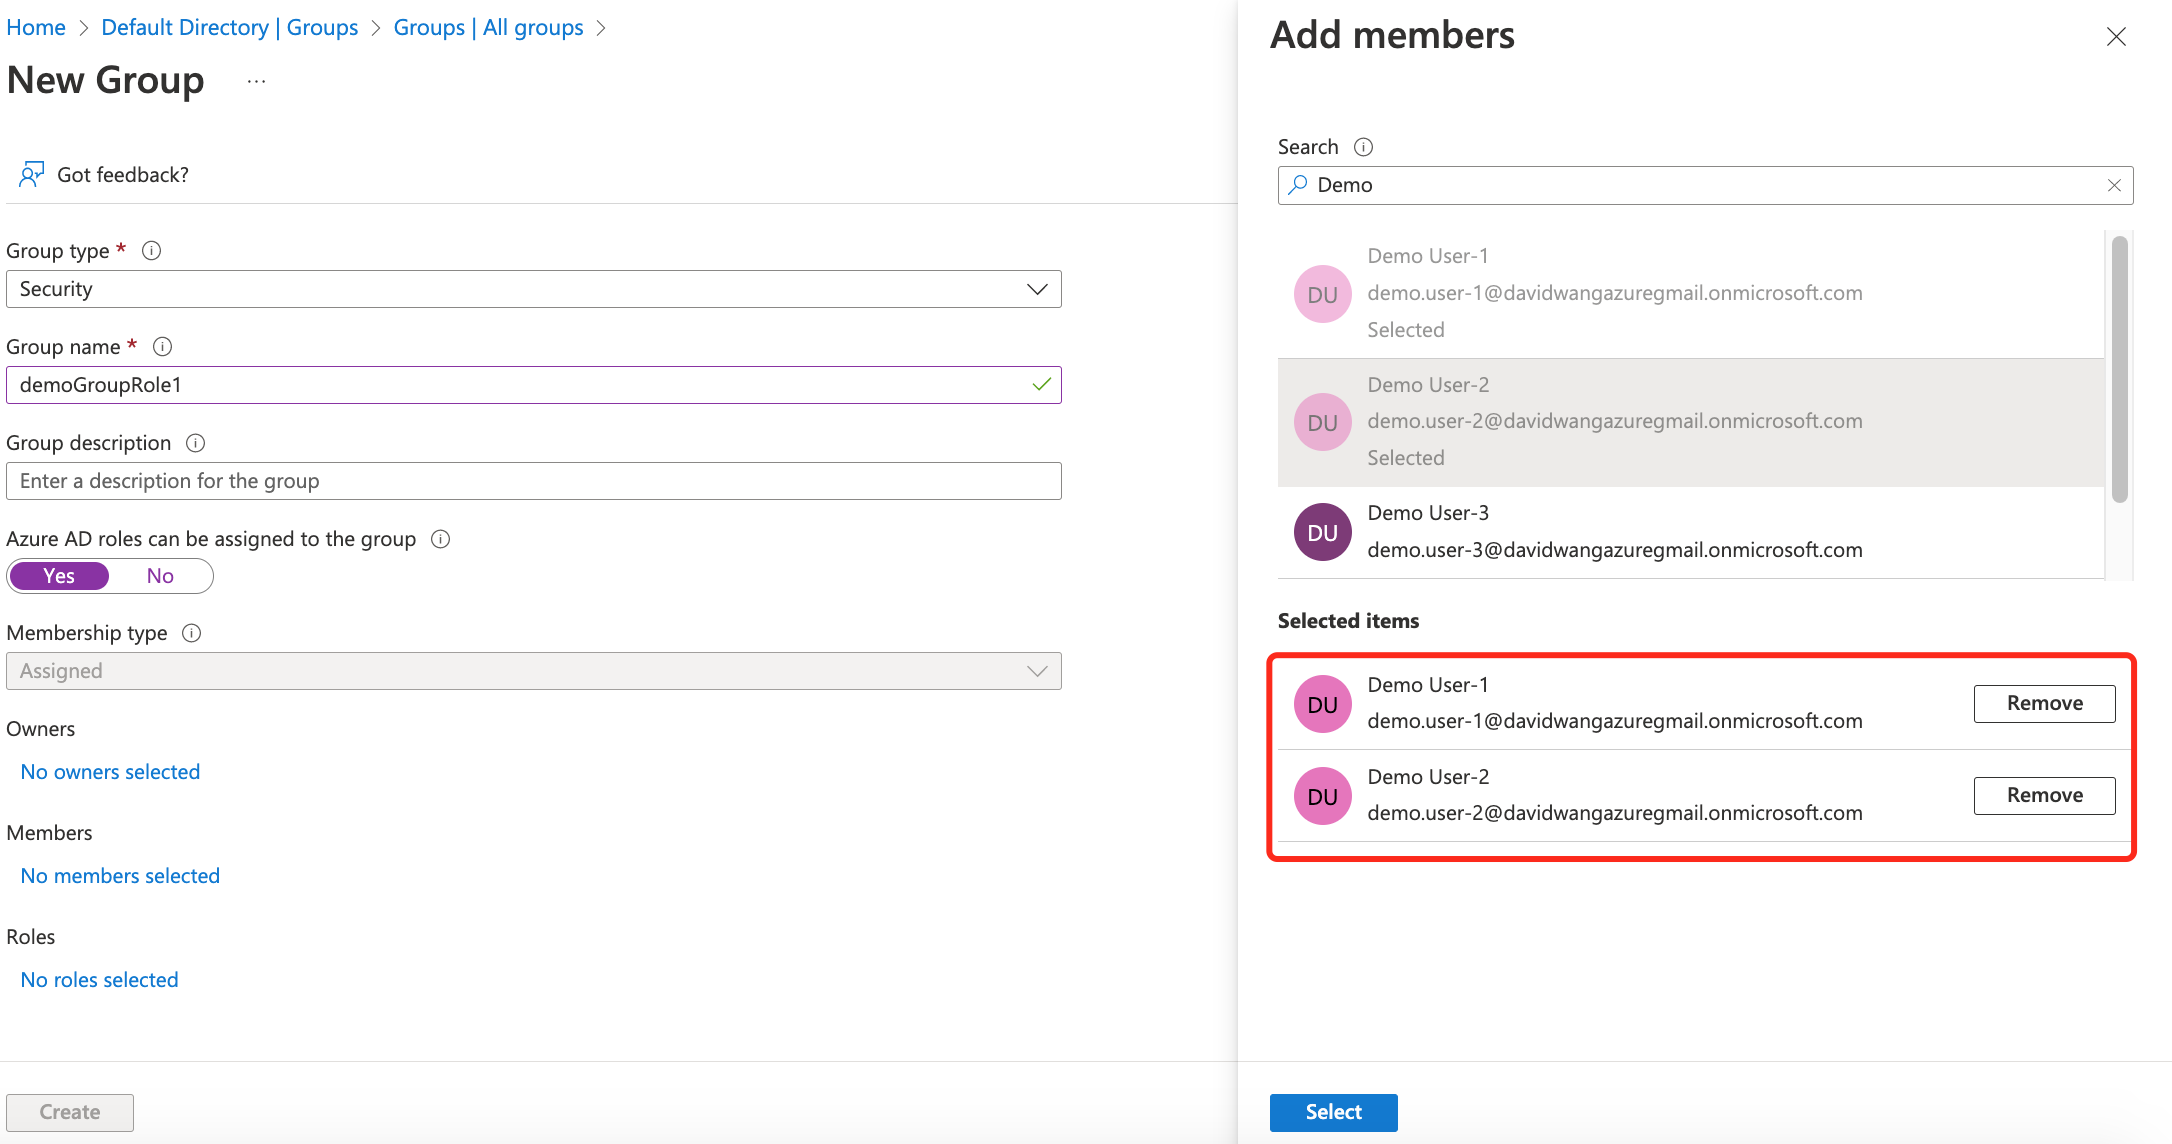 Home > Default Directory | Groups > Groups | All groups >
New Group ...
Got feedback?
Group type *
Security
Group name *
demoGroupRole1
Group description
Enter a description for the group
Azure AD roles can be assigned to the group
Yes No
Membership type
Assigned
Owners
No owners selected
Members
No members selected
Roles
No roles selected
Create
Add members
Search
Demo
DU
Demo User-1
demo.user-1@davidwangazuregmail.onmicrosoft.com
Selected
DU
Demo User-2
demo.user-2@davidwangazuregmail.onmicrosoft.com
Selected
DU
Demo User-3
demo.user-3@davidwangazuregmail.onmicrosoft.com
Selected items
DU
Demo User-1
demo.user-1@davidwangazuregmail.onmicrosoft.com
Remove
DU
Demo User-2
demo.user-2@davidwangazuregmail.onmicrosoft.com
Remove
Select